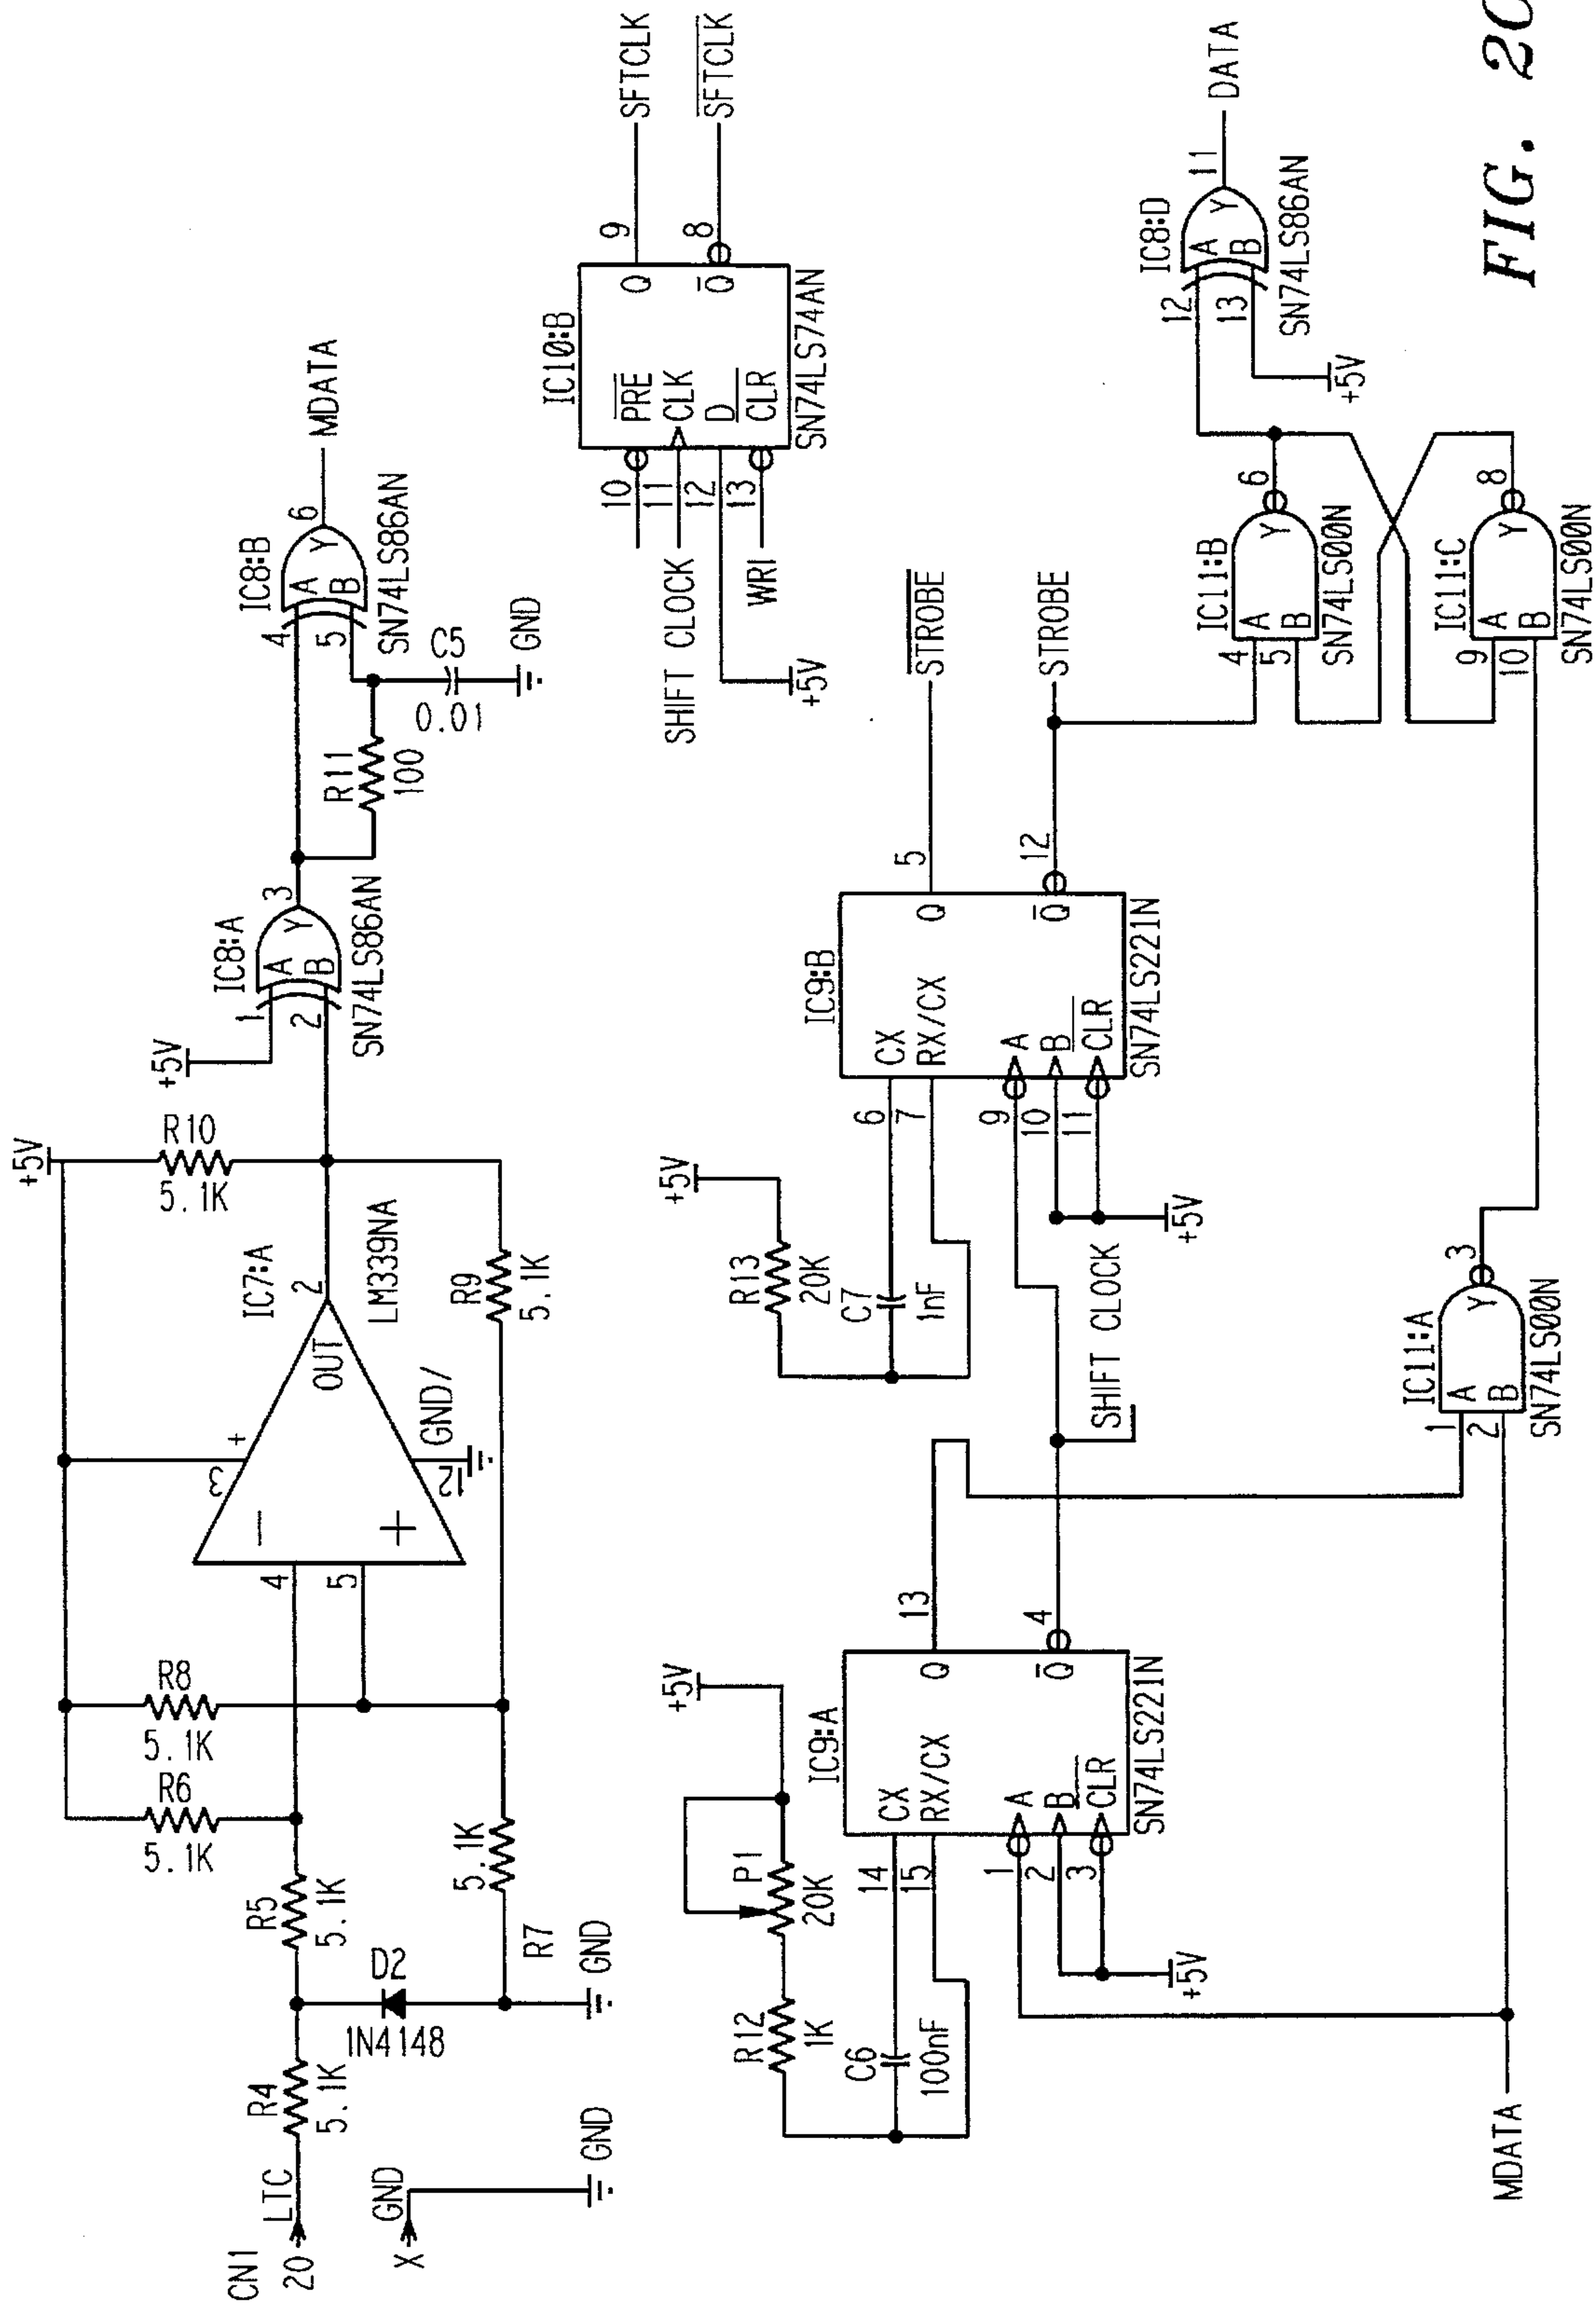 +5V
R10
5.1K
R8
5.1K
R6
5.1K
CN1
20
LTC
R4
5.1K
R5
5.1K
D2
1N4148
R7
5.1K
GND
X
GND
GND
4
5
−
+
3
+
12
GND/
OUT
IC7:A
2
LM339NA
R9
5.1K
+5V
1
2
IC8:A
A
B
Y
3
SN74LS86AN
R11
100
C5
0.01
GND
4
5
IC8:B
A
B
Y
6
SN74LS86AN
MDATA
IC10:B
10
11
12
13
PRE
CLK
D
CLR
Q
Q
9
8
SN74LS74AN
SHIFT CLOCK
WRI
+5V
SFTCLK
SFTCLK
+5V
P1
20K
R12
1K
C6
100nF
14
15
1
2
3
+5V
IC9:A
CX
RX/CX
A
B
CLR
Q
Q
13
4
SN74LS221N
SHIFT CLOCK
+5V
R13
20K
C7
1nF
6
7
9
10
11
+5V
IC9:B
CX
RX/CX
A
B
CLR
Q
Q
5
12
SN74LS221N
STROBE
STROBE
MDATA
IC11:A
1
2
A
B
Y
3
SN74LS00N
IC11:B
4
5
A
B
Y
6
SN74LS00N
IC11:C
9
10
A
B
Y
8
SN74LS00N
IC8:D
12
13
A
B
Y
11
SN74LS86AN
+5V
DATA
FIG. 2C